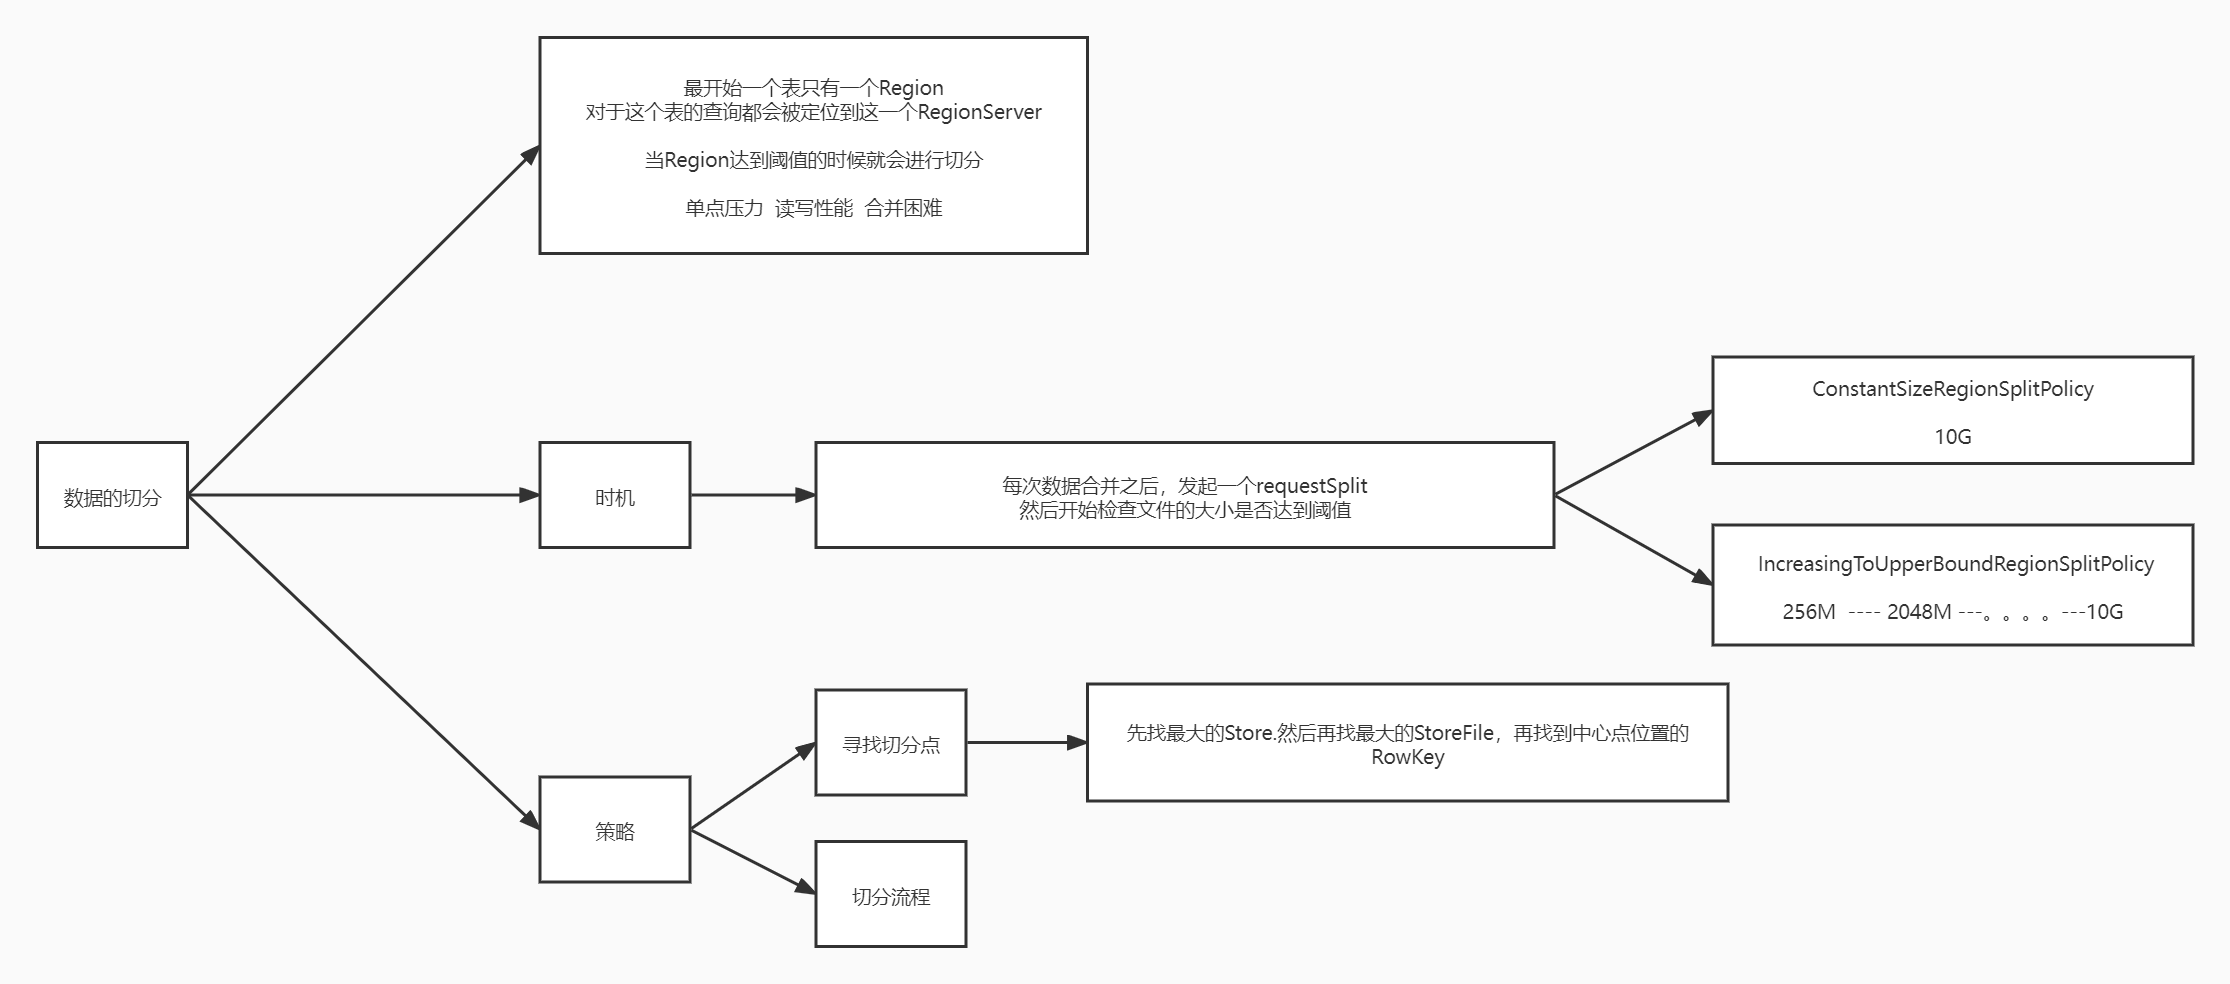 最开始一个表只有一个Region
对于这个表的查询都会被定位到这一个RegionServer
当Region达到阈值的时候就会进行切分
单点压力  读写性能  合并困难
数据的切分
时机
每次数据合并之后，发起一个requestSplit
然后开始检查文件的大小是否达到阈值
ConstantSizeRegionSplitPolicy
10G
IncreasingToUpperBoundRegionSplitPolicy
256M  ---- 2048M ---。。。。---10G
策略
寻找切分点
先找最大的Store.然后再找最大的StoreFile，再找到中心点位置的
RowKey
切分流程